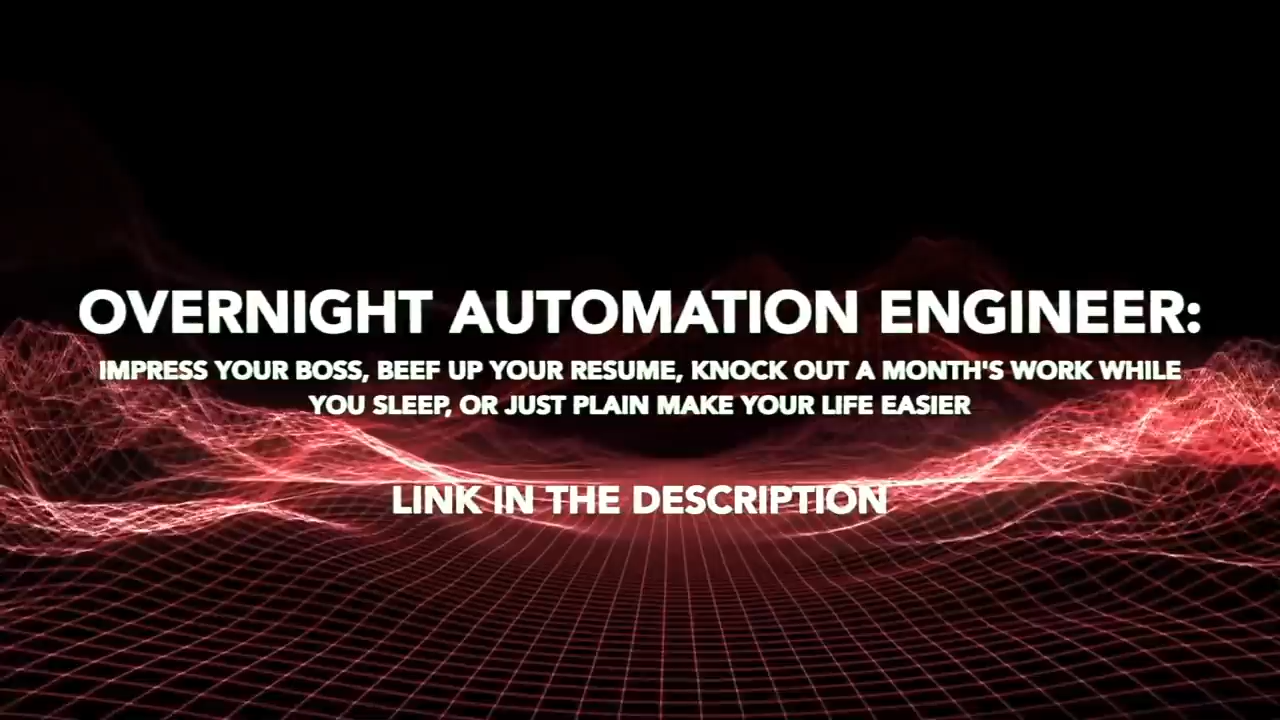 OVERNIGHT AUTOMATION ENGINEER:
IMPRESS YOUR BOSS, BEEF UP YOUR RESUME, KNOCK OUT A MONTH'S WORK WHILE
YOU SLEEP, OR JUST PLAIN MAKE YOUR LIFE EASIER
LINK IN THE DESCRIPTION